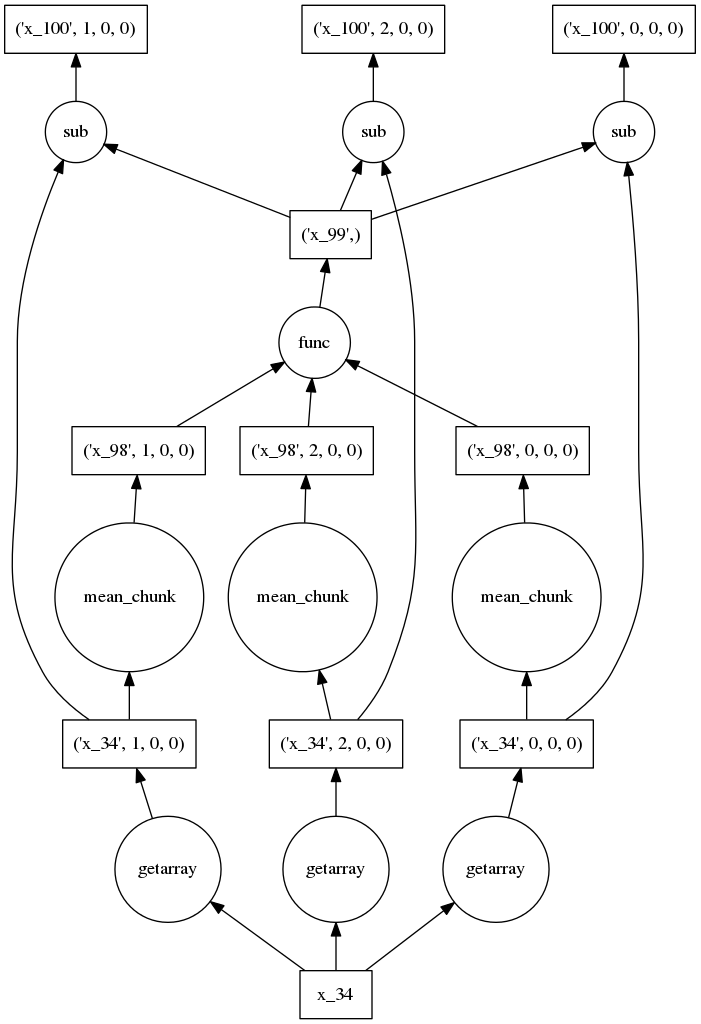 ('x_100', 1, 0, 0)
('x_100', 2, 0, 0)
('x_100', 0, 0, 0)
sub
sub
sub
('x_99',)
func
('x_98', 1, 0, 0)
('x_98', 2, 0, 0)
('x_98', 0, 0, 0)
mean_chunk
mean_chunk
mean_chunk
('x_34', 1, 0, 0)
('x_34', 2, 0, 0)
('x_34', 0, 0, 0)
getarray
getarray
getarray
x_34